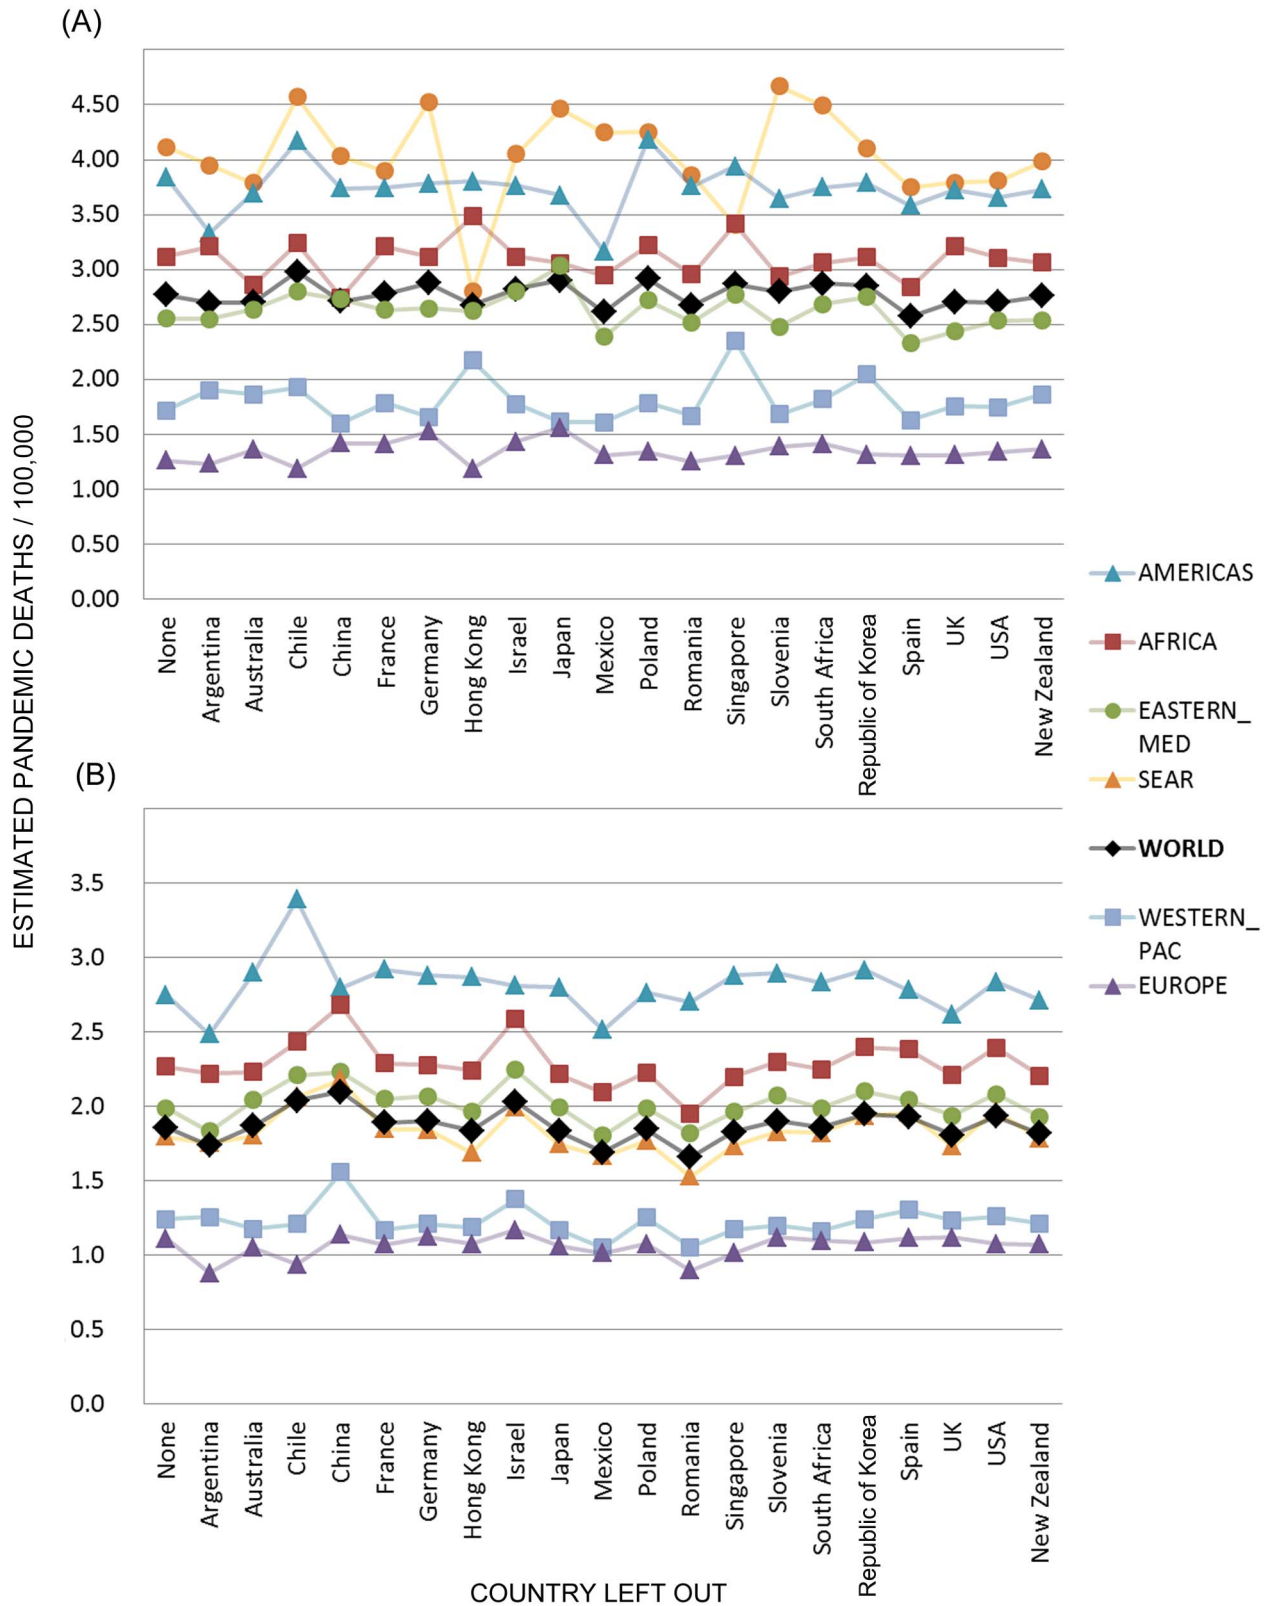 (A)
4.50
4.00
3.50
3.00
2.50
2.00
1.50
1.00
0.50
0.00
None
Argentina
Australia
Chile
China
France
Germany
Hong Kong
Israel
Japan
Mexico
Poland
Romania
Singapore
Slovenia
South Africa
Republic of Korea
Spain
UK
USA
New Zealand
ESTIMATED PANDEMIC DEATHS / 100,000
AMERICAS
AFRICA
EASTERN_
MED
SEAR
WORLD
WESTERN_
PAC
EUROPE
(B)
3.5
3.0
2.5
2.0
1.5
1.0
0.5
0.0
None
Argentina
Australia
Chile
China
France
Germany
Hong Kong
Israel
Japan
Mexico
Poland
Romania
Singapore
Slovenia
South Africa
Republic of Korea
Spain
UK
USA
New Zealand
COUNTRY LEFT OUT